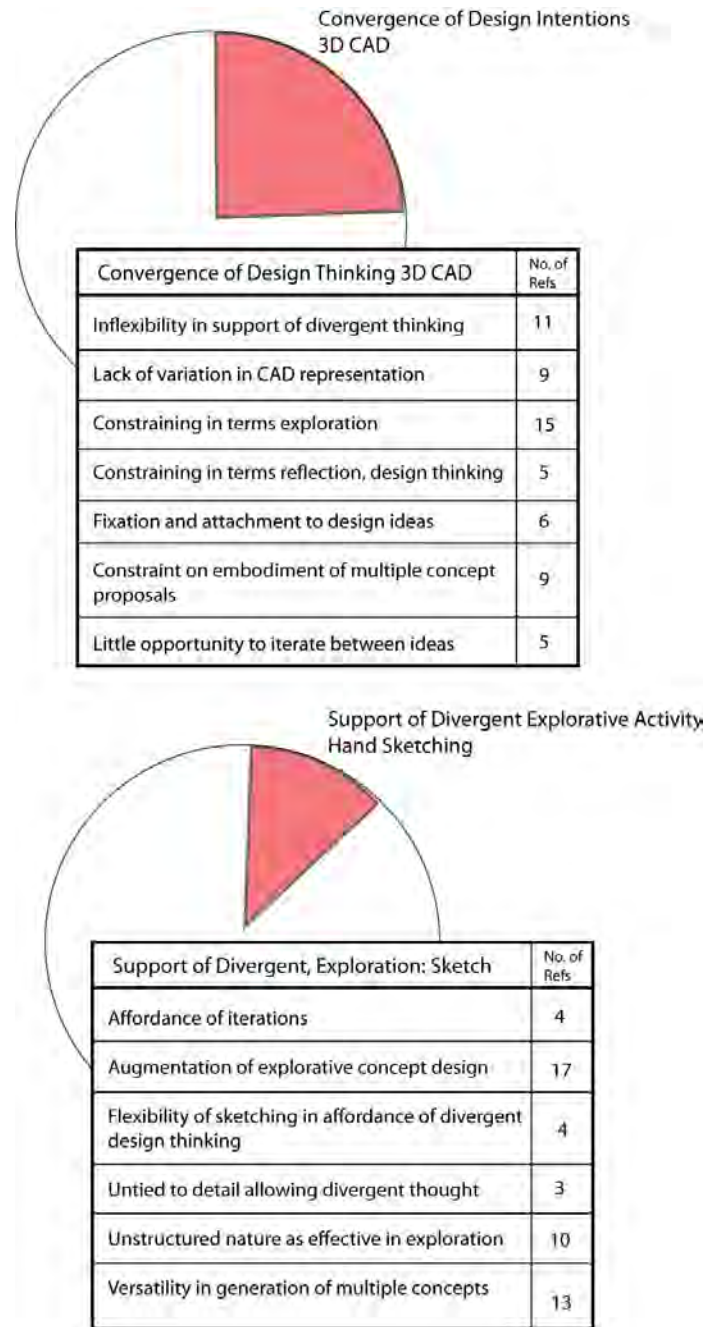 Convergence of Design Intentions
3D CAD
Convergence of Design Thinking 3D CAD
No. of
Refs
Inflexibility in support of divergent thinking
11
Lack of variation in CAD representation
9
Constraining in terms exploration
15
Constraining in terms reflection, design thinking
5
Fixation and attachment to design ideas
6
Constraint on embodiment of multiple concept
proposals
9
Little opportunity to iterate between ideas
5
Support of Divergent Explorative Activity
Hand Sketching
Support of Divergent, Exploration: Sketch
No. of
Refs
Affordance of iterations
4
Augmentation of explorative concept design
17
Flexibility of sketching in affordance of divergent
design thinking
4
Untied to detail allowing divergent thought
3
Unstructured nature as effective in exploration
10
Versatility in generation of multiple concepts
13